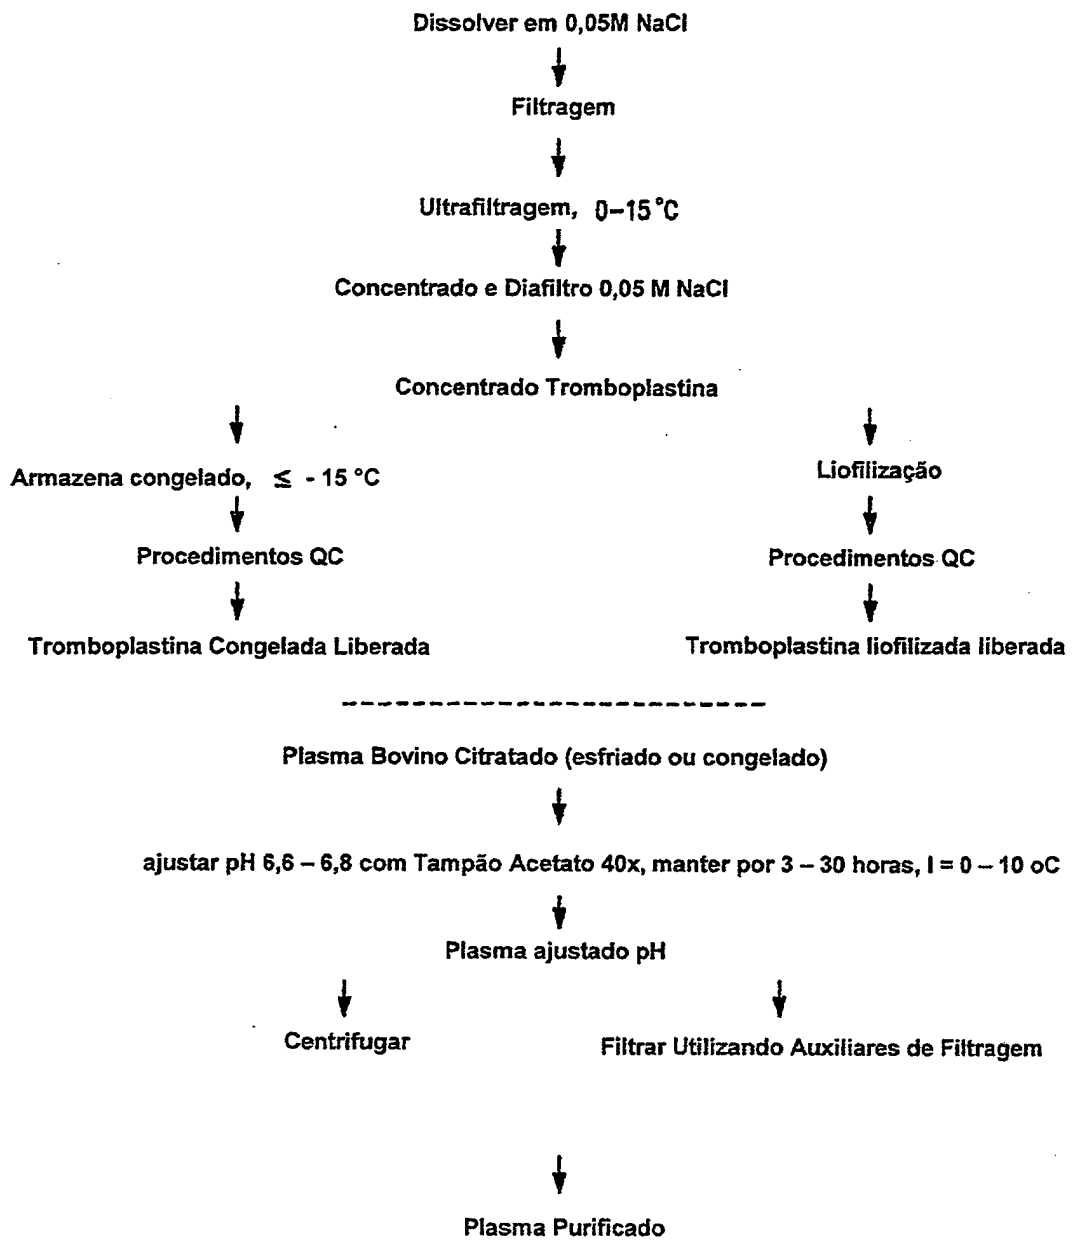 Dissolver em 0,05M NaCl
Filtragem
Ultrafiltragem, 0–15 °C
Concentrado e Diafiltro 0,05 M NaCl
Concentrado Tromboplastina
Armazena congelado, ≤ - 15 °C
Liofilização
Procedimentos QC
Procedimentos QC
Tromboplastina Congelada Liberada
Tromboplastina liofilizada liberada
Plasma Bovino Citratado (esfriado ou congelado)
ajustar pH 6,6 – 6,8 com Tampão Acetato 40x, manter por 3 – 30 horas, I = 0 – 10 oC
Plasma ajustado pH
Centrifugar
Filtrar Utilizando Auxiliares de Filtragem
Plasma Purificado